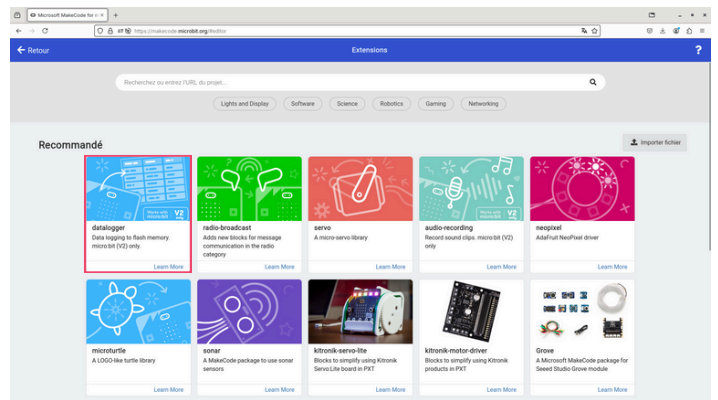 Microsoft MakeCode for m
https://makecode.microbit.org/#editor
Retour
Extensions
?
Recherchez ou entrez l'URL du projet...
Lights and Display
Software
Science
Robotics
Gaming
Networking
Recommandé
Importer fichier
datalogger
Data logging to flash memory.
micro:bit (V2) only.
Learn More
radio-broadcast
Adds new blocks for message
communication in the radio
category
Learn More
servo
A micro-servo library
Learn More
audio-recording
Record sound clips. micro:bit (V2)
only
Learn More
neopixel
AdaFruit NeoPixel driver
Learn More
microturtle
A LOGO-like turtle library
Learn More
sonar
A MakeCode package to use sonar
sensors
Learn More
kitronik-servo-lite
Blocks to simplify using Kitronik
Servo:Lite board in PXT
Learn More
kitronik-motor-driver
Blocks to simplify using Kitronik
products in PXT
Learn More
Grove
A Microsoft MakeCode package for
Seeed Studio Grove module
Learn More